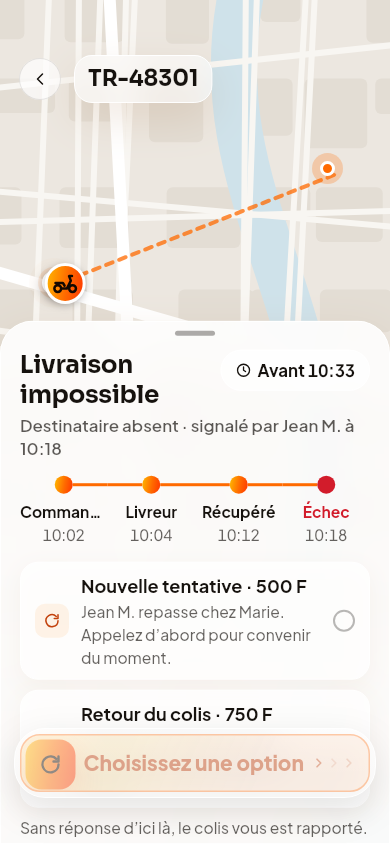 TR-48301
Livraison
impossible
Avant 10:33
Destinataire absent · signalé par Jean M. à
10:18
Comman… Livreur Récupéré Échec
10:02 10:04 10:12 10:18
Nouvelle tentative · 500 F
Jean M. repasse chez Marie.
Appelez d’abord pour convenir
du moment.
Retour du colis · 750 F
Choisissez une option
Sans réponse d’ici là, le colis vous est rapporté.